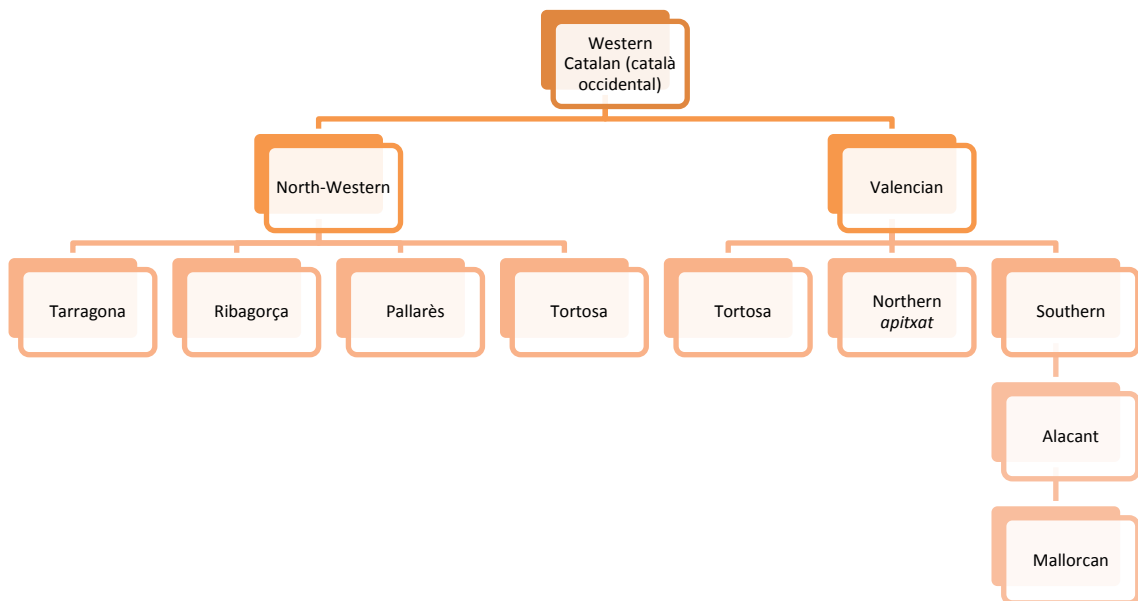 Western
Catalan (català
occidental)
North-Western
Valencian
Tarragona
Ribagorça
Pallarès
Tortosa
Tortosa
Northern
apitxat
Southern
Alacant
Mallorcan